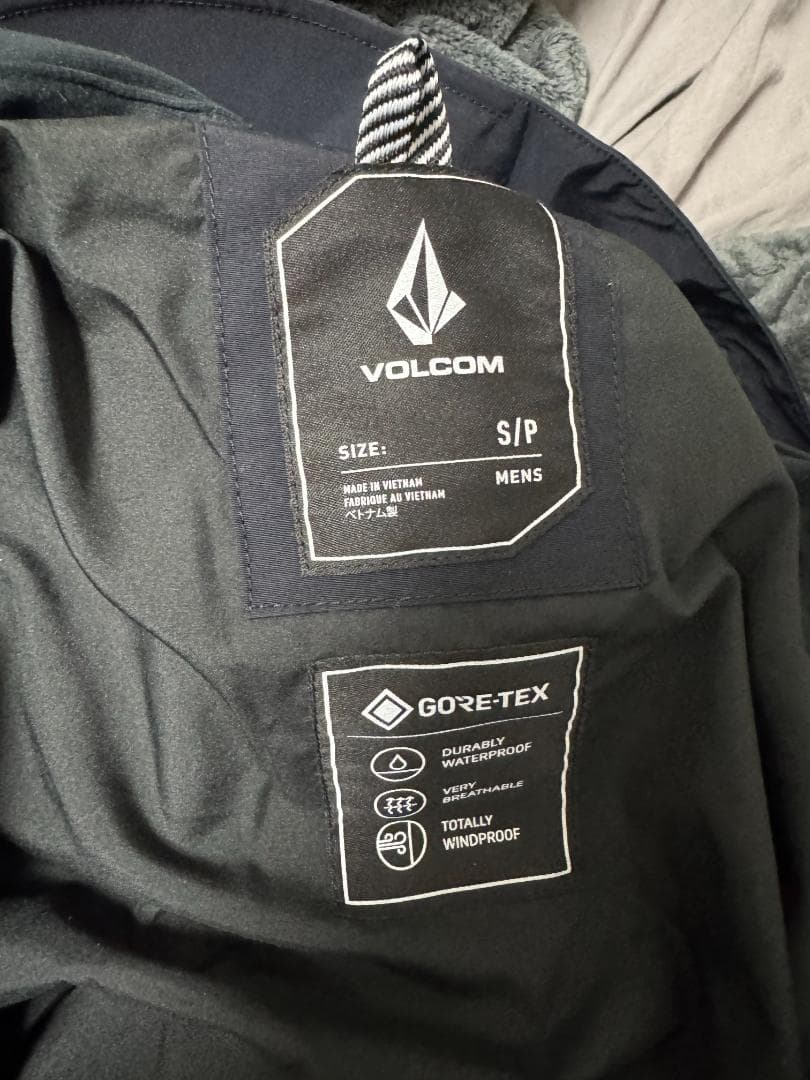 VOLCOM
SIZE: S/P
MENS
MADE IN VIETNAM
FABRIQUE AU VIETNAM
ベトナム製
GORE-TEX
DURABLY
WATERPROOF
VERY
BREATHABLE
TOTALLY
WINDPROOF